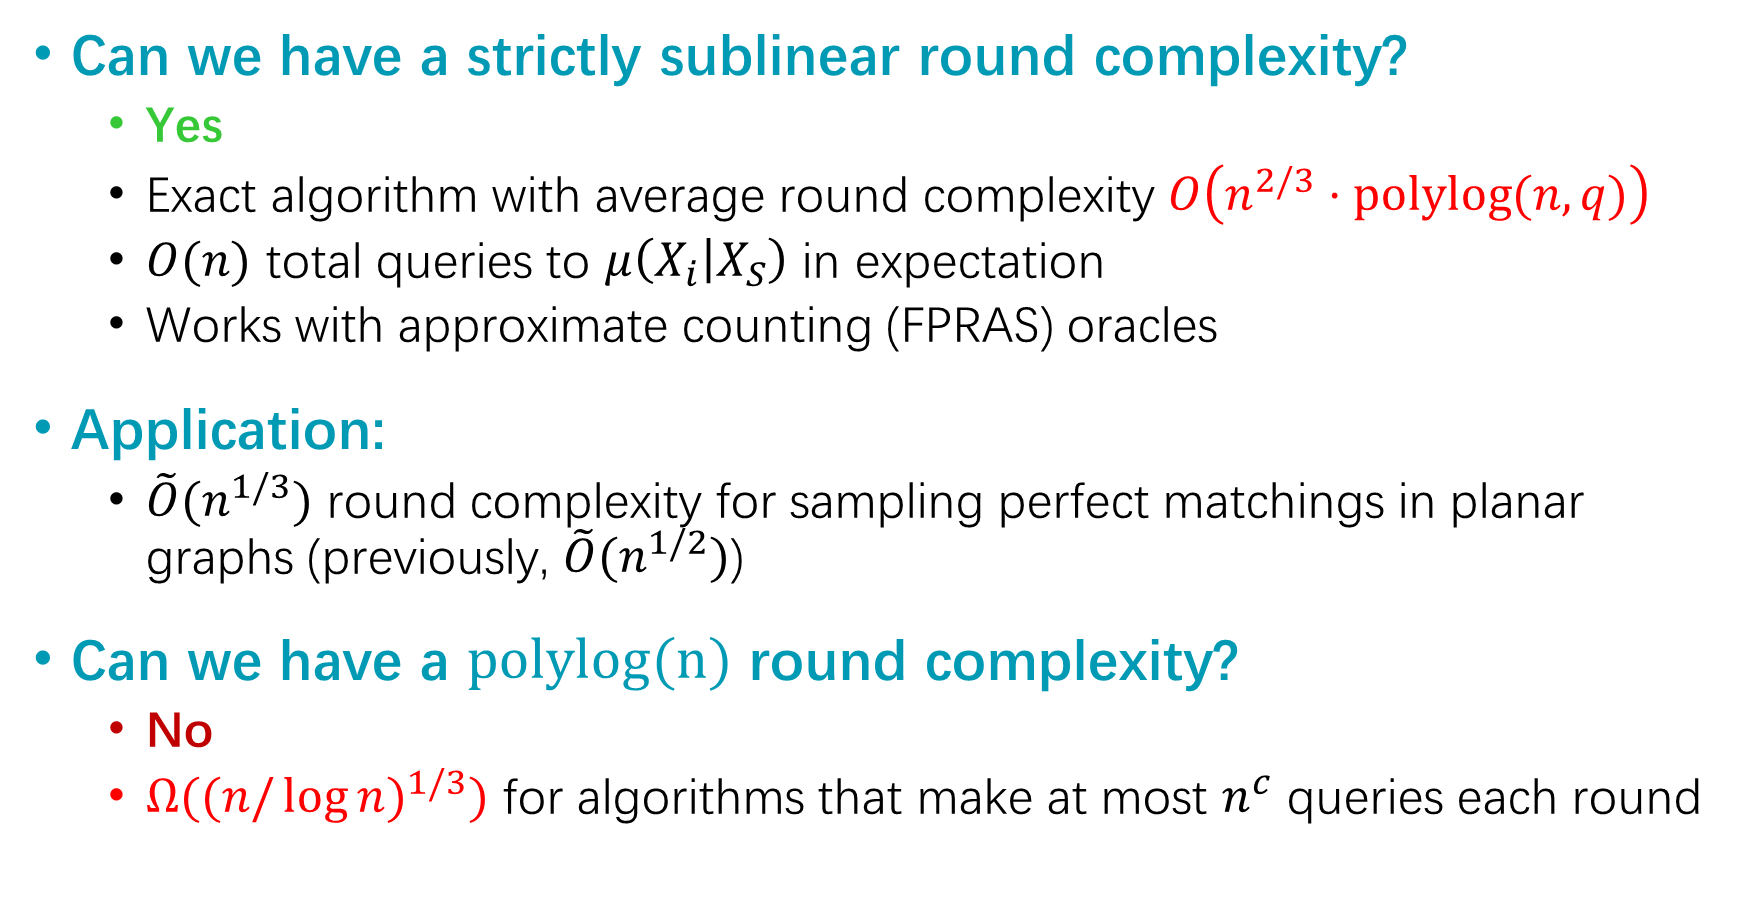 • Can we have a strictly sublinear round complexity?
• Yes
• Exact algorithm with average round complexity O(n^{2/3} · polylog(n, q))
• O(n) total queries to μ(X_i|X_S) in expectation
• Works with approximate counting (FPRAS) oracles
• Application:
• Õ(n^{1/3}) round complexity for sampling perfect matchings in planar
graphs (previously, Õ(n^{1/2}))
• Can we have a polylog(n) round complexity?
• No
• Ω((n/ log n)^{1/3}) for algorithms that make at most n^c queries each round